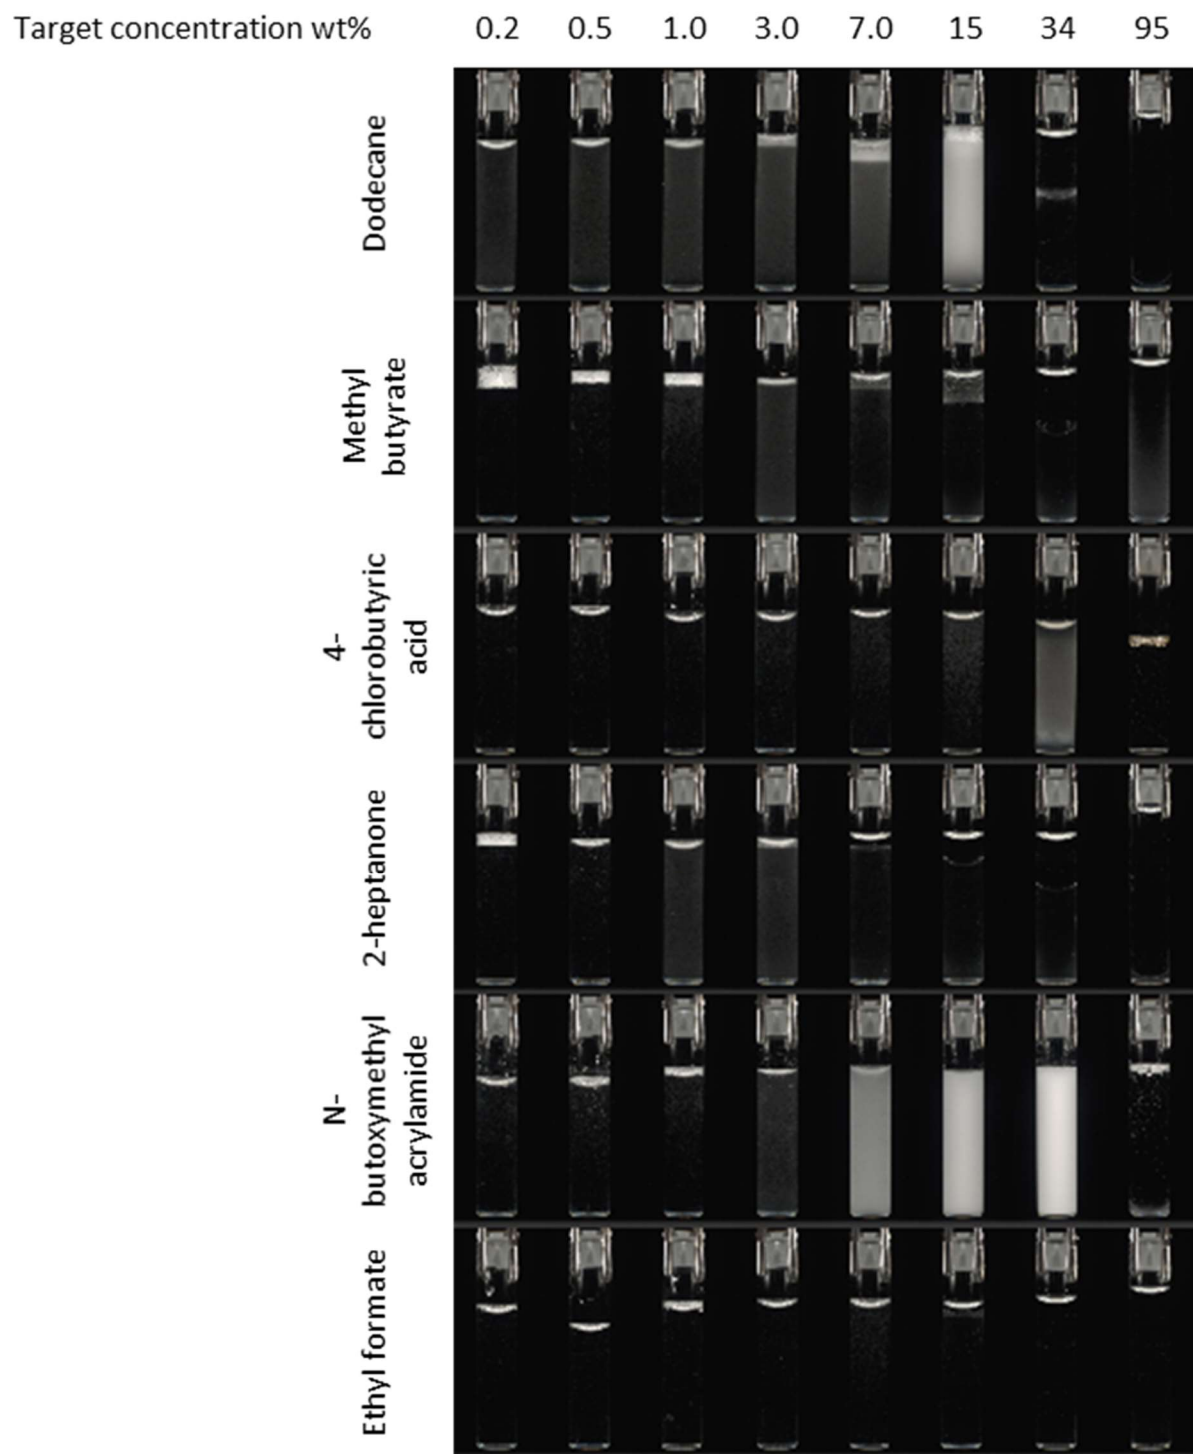 Target concentration wt% 0.2 0.5 1.0 3.0 7.0 15 34 95
Dodecane
Methyl
butyrate
4-
chlorobutyric
acid
2-heptanone
N-
butoxymethyl
acrylamide
Ethyl formate